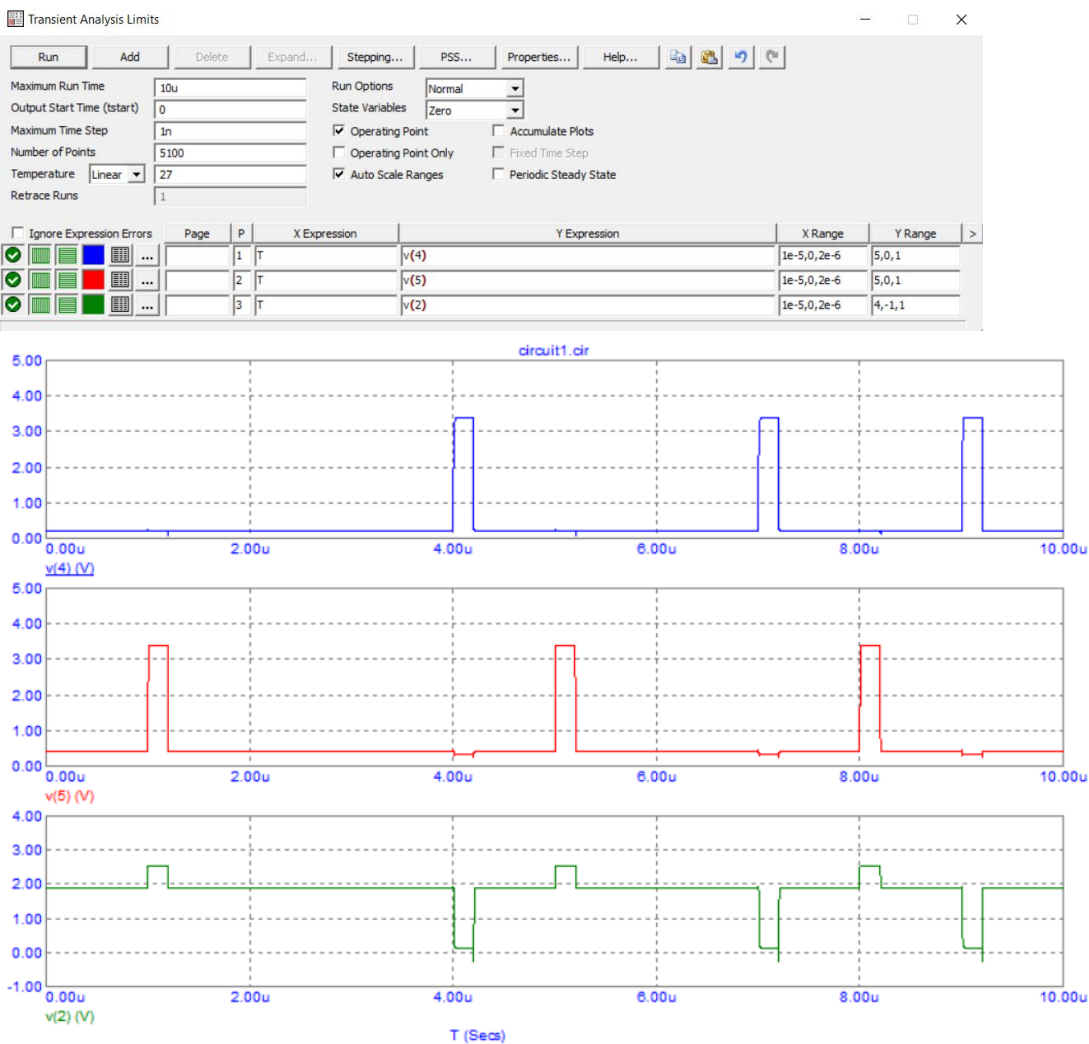 Transient Analysis Limits
Run Add Delete Expand... Stepping... PSS... Properties... Help...
Maximum Run Time 10u Run Options Normal
Output Start Time (tstart) 0 State Variables Zero
Maximum Time Step 1n Operating Point Accumulate Plots
Number of Points 5100 Operating Point Only Fixed Time Step
Temperature Linear 27 Auto Scale Ranges Periodic Steady State
Retrace Runs 1
Ignore Expression Errors Page P X Expression Y Expression X Range Y Range >
... 1 T v(4) 1e-5,0,2e-6 5,0,1
... 2 T v(5) 1e-5,0,2e-6 5,0,1
... 3 T v(2) 1e-5,0,2e-6 4,-1,1
circuit1.cir
5.00
4.00
3.00
2.00
1.00
0.00
0.00u 2.00u 4.00u 6.00u 8.00u 10.00u
v(4) (V)
5.00
4.00
3.00
2.00
1.00
0.00
0.00u 2.00u 4.00u 6.00u 8.00u 10.00u
v(5) (V)
4.00
3.00
2.00
1.00
0.00
-1.00
0.00u 2.00u 4.00u 6.00u 8.00u 10.00u
v(2) (V)
T (Secs)